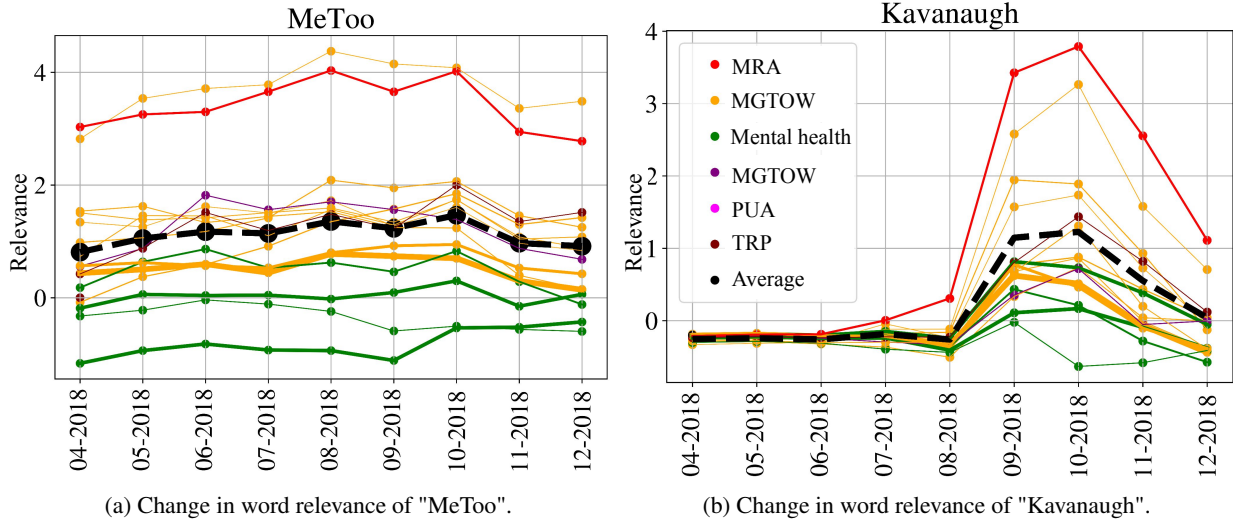 MeToo
Relevance
4
2
0
04-2018
05-2018
06-2018
07-2018
08-2018
09-2018
10-2018
11-2018
12-2018
(a) Change in word relevance of "MeToo".
Kavanaugh
Relevance
4
3
2
1
0
MRA
MGTOW
Mental health
MGTOW
PUA
TRP
Average
04-2018
05-2018
06-2018
07-2018
08-2018
09-2018
10-2018
11-2018
12-2018
(b) Change in word relevance of "Kavanaugh".